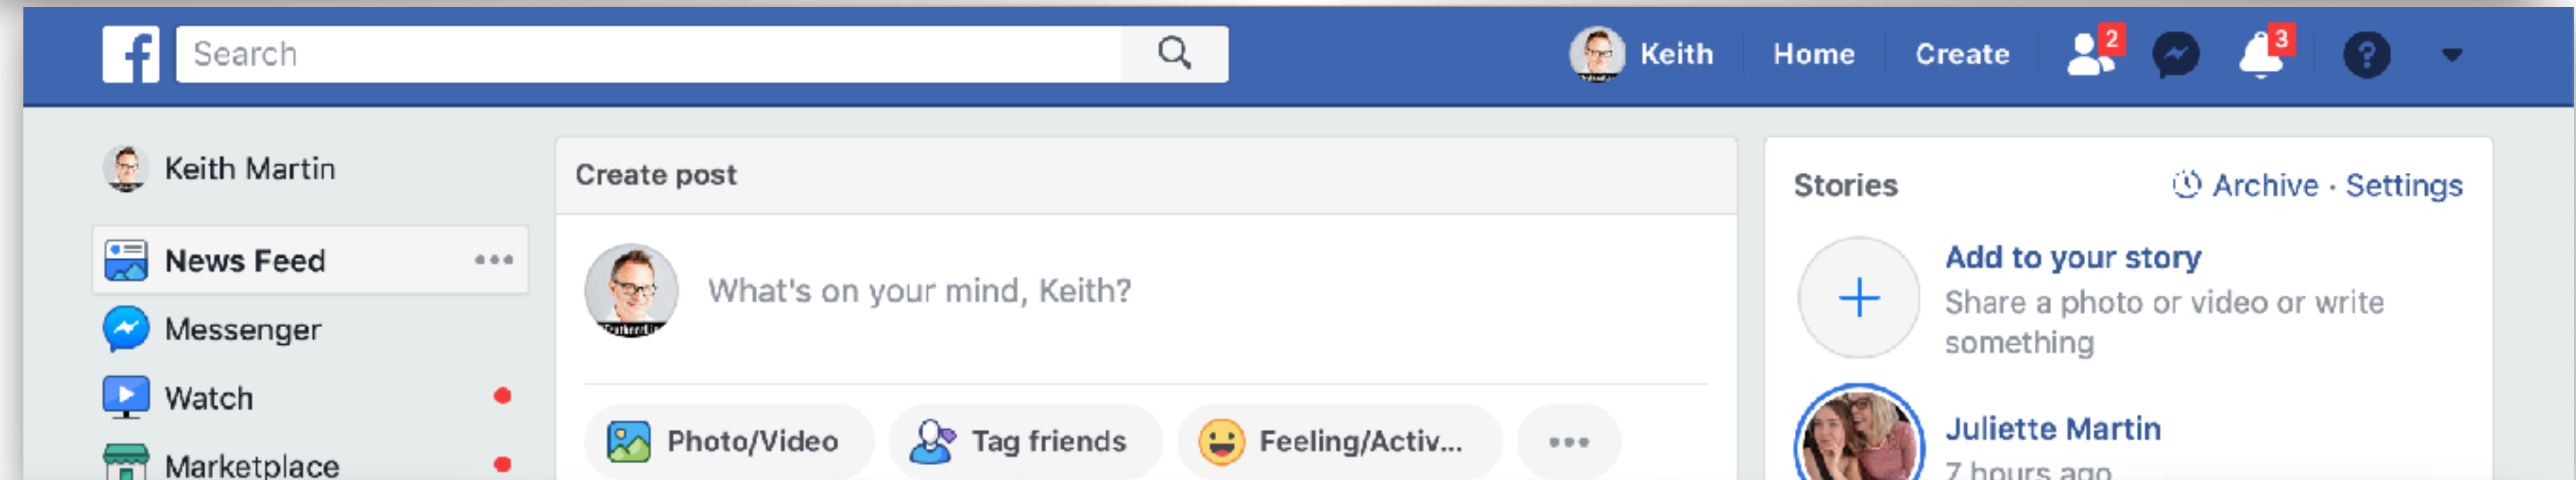 Search
Keith
Home
Create
2
3
Keith Martin
News Feed
Messenger
Watch
Marketplace
Create post
What's on your mind, Keith?
Photo/Video
Tag friends
Feeling/Activ...
Stories
Archive · Settings
Add to your story
Share a photo or video or write
something
Juliette Martin
7 hours ago